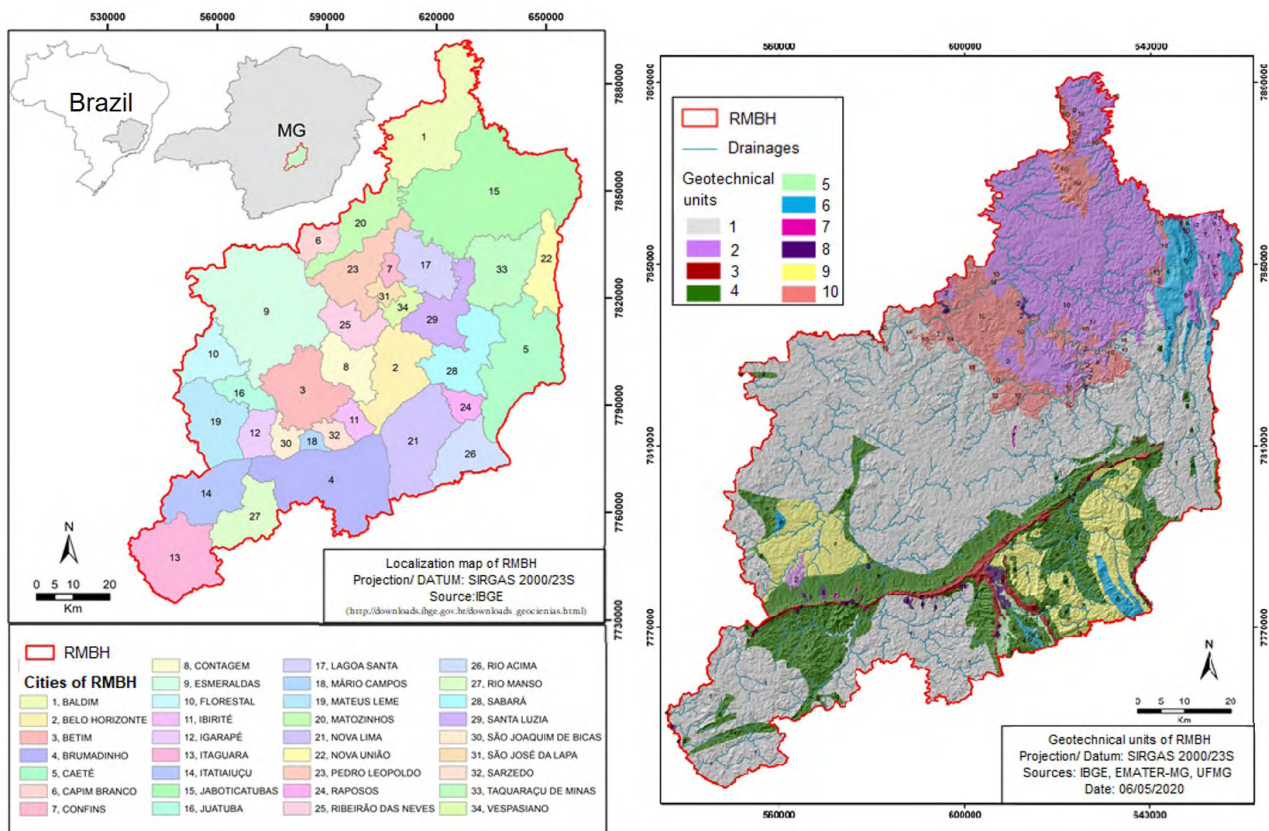 530000 560000 590000 620000 650000
Brazil
MG
7880000
7850000
7820000
7790000
7760000
7730000
1
15
20
6
33
22
23
7
17
31
34
9
25
29
10
8
2
28
5
16
3
24
19
12
11
30
18
32
21
26
4
14
27
13
N
0 10 20
Km
Localization map of RMBH
Projection/ DATUM: SIRGAS 2000/23S
Source:IBGE
(http://downloads.ibge.gov.br/downloads_geociencias.html)
RMBH
Cities of RMBH
1, BALDIM
2, BELO HORIZONTE
3, BETIM
4, BRUMADINHO
5, CAETÉ
6, CAPIM BRANCO
7, CONFINS
8, CONTAGEM
9, ESMERALDAS
10, FLORESTAL
11, IBIRITÉ
12, IGARAPÉ
13, ITAGUARA
14, ITATIAIUÇU
15, JABOTICATUBAS
16, JUATUBA
17, LAGOA SANTA
18, MÁRIO CAMPOS
19, MATEUS LEME
20, MATOZINHOS
21, NOVA LIMA
22, NOVA UNIÃO
23, PEDRO LEOPOLDO
24, RAPOSOS
25, RIBEIRÃO DAS NEVES
26, RIO ACIMA
27, RIO MANSO
28, SABARÁ
29, SANTA LUZIA
30, SÃO JOAQUIM DE BICAS
31, SÃO JOSÉ DA LAPA
32, SARZEDO
33, TAQUARAÇU DE MINAS
34, VESPASIANO
560000 600000 640000
RMBH
Drainages
Geotechnical
units
1
2
3
4
5
6
7
8
9
10
N
0 10 20
Km
Geotechnical units of RMBH
Projection/ Datum: SIRGAS 2000/23S
Sources: IBGE, EMATER-MG, UFMG
Date: 06/05/2020
560000 600000 640000